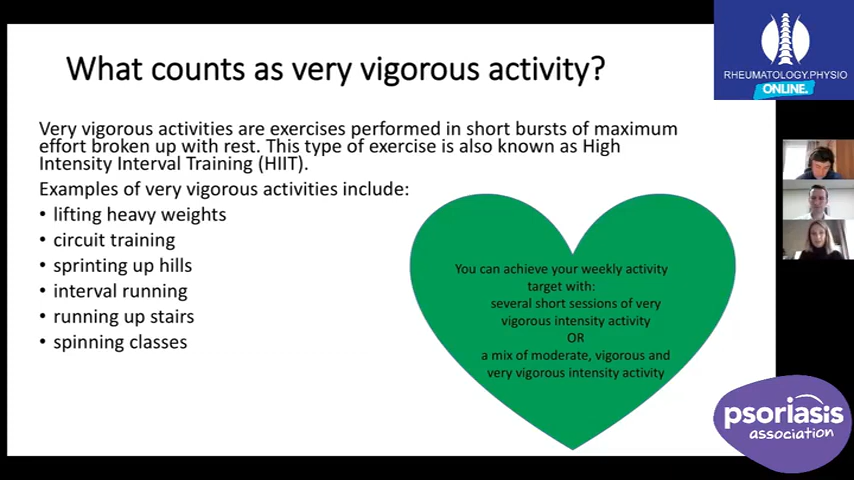 What counts as very vigorous activity?
Very vigorous activities are exercises performed in short bursts of maximum
effort broken up with rest. This type of exercise is also known as High
Intensity Interval Training (HIIT).
Examples of very vigorous activities include:
• lifting heavy weights
• circuit training
• sprinting up hills
• interval running
• running up stairs
• spinning classes
You can achieve your weekly activity
target with:
several short sessions of very
vigorous intensity activity
OR
a mix of moderate, vigorous and
very vigorous intensity activity
RHEUMATOLOGY.PHYSIO
ONLINE.
psoriasis
association